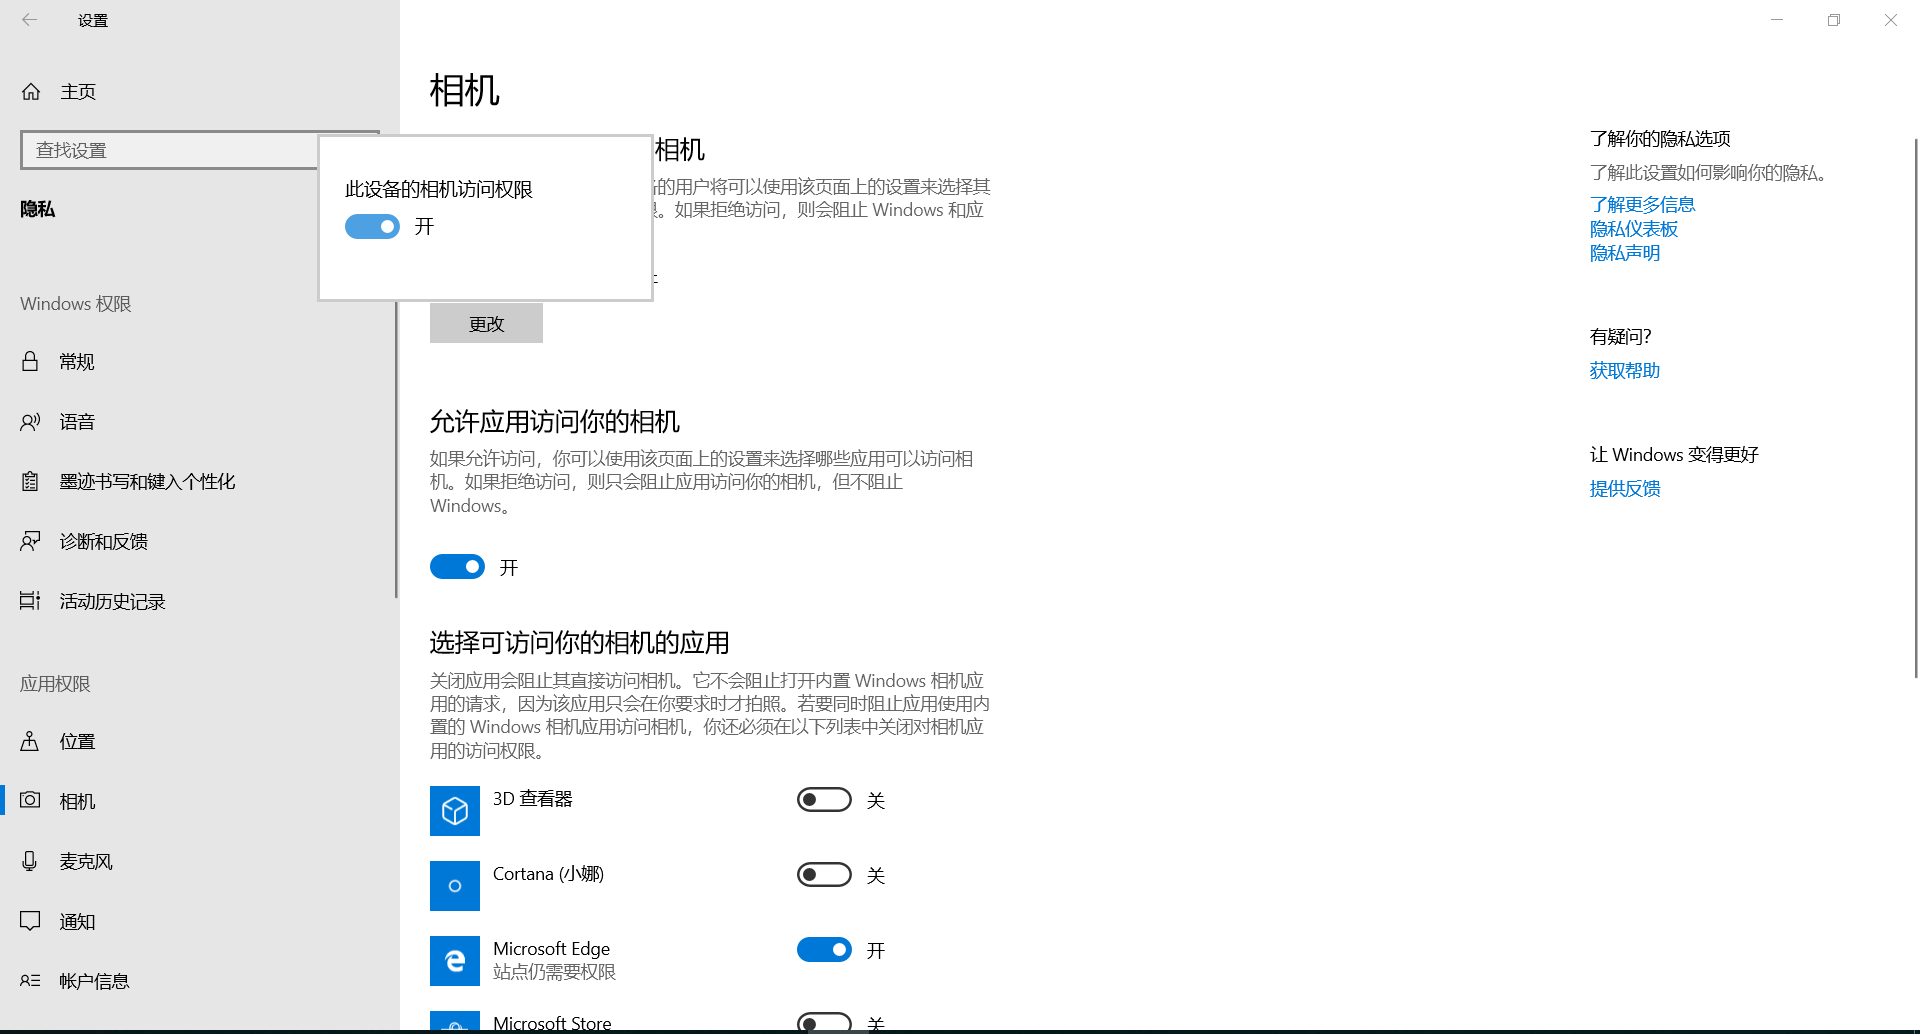 设置
主页
查找设置
隐私
Windows 权限
常规
语音
墨迹书写和键入个性化
诊断和反馈
活动历史记录
应用权限
位置
相机
麦克风
通知
帐户信息
相机
相机
的用户将可以使用该页面上的设置来选择其
。如果拒绝访问，则会阻止 Windows 和应
此设备的相机访问权限
开
更改
允许应用访问你的相机
如果允许访问，你可以使用该页面上的设置来选择哪些应用可以访问相
机。如果拒绝访问，则只会阻止应用访问你的相机，但不阻止
Windows。
开
选择可访问你的相机的应用
关闭应用会阻止其直接访问相机。它不会阻止打开内置 Windows 相机应
用的请求，因为该应用只会在你要求时才拍照。若要同时阻止应用使用内
置的 Windows 相机应用访问相机，你还必须在以下列表中关闭对相机应
用的访问权限。
3D 查看器
关
Cortana (小娜)
关
Microsoft Edge
站点仍需要权限
开
Microsoft Store
关
了解你的隐私选项
了解此设置如何影响你的隐私。
了解更多信息
隐私仪表板
隐私声明
有疑问?
获取帮助
让 Windows 变得更好
提供反馈